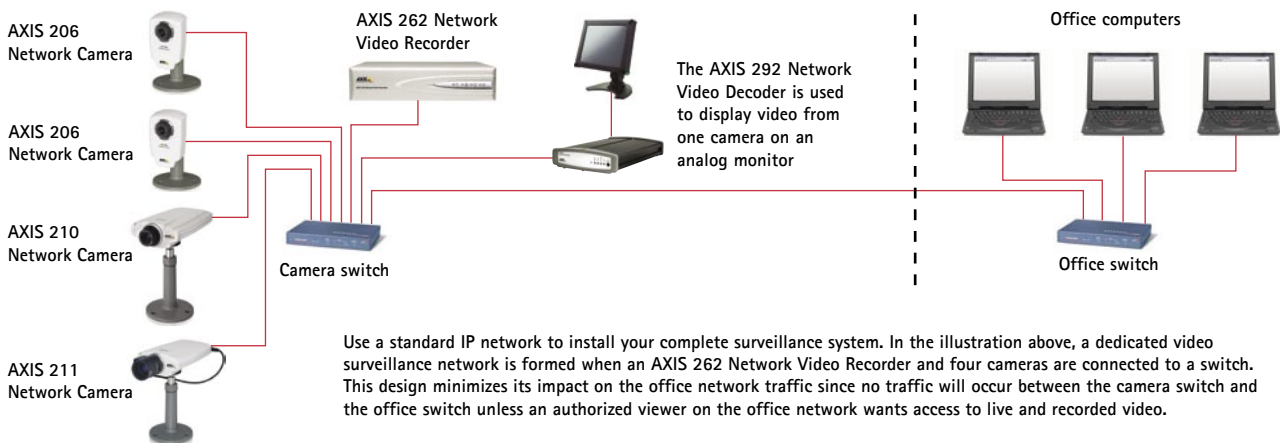 AXIS 206
Network Camera
AXIS 262 Network
Video Recorder
The AXIS 292 Network
Video Decoder is used
to display video from
one camera on an
analog monitor
Office computers
AXIS 206
Network Camera
AXIS 210
Network Camera
Camera switch
Office switch
AXIS 211
Network Camera
Use a standard IP network to install your complete surveillance system. In the illustration above, a dedicated video
surveillance network is formed when an AXIS 262 Network Video Recorder and four cameras are connected to a switch.
This design minimizes its impact on the office network traffic since no traffic will occur between the camera switch and
the office switch unless an authorized viewer on the office network wants access to live and recorded video.